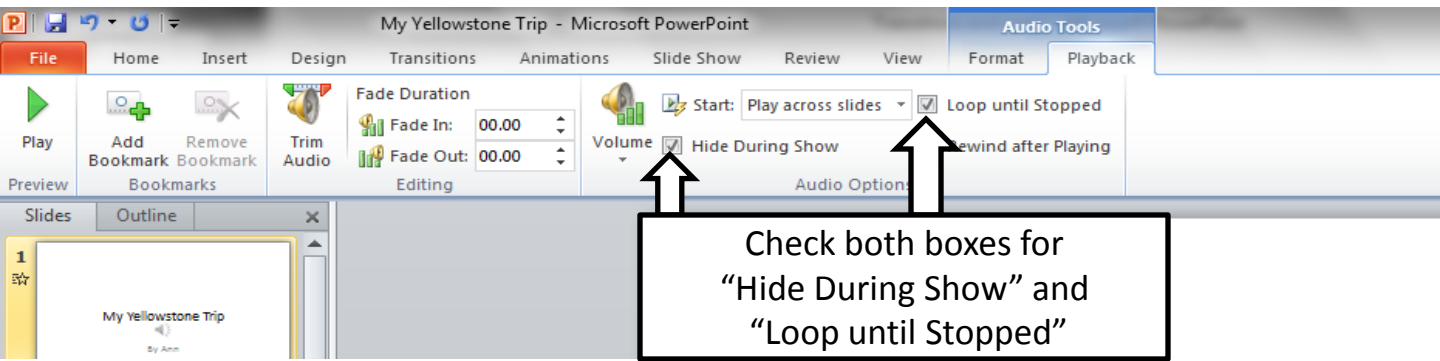 My Yellowstone Trip - Microsoft PowerPoint
Audio Tools
File Home Insert Design Transitions Animations Slide Show Review View Format Playback
Play
Preview
Add Bookmark
Remove Bookmark
Bookmarks
Trim Audio
Fade Duration
Fade In: 00.00
Fade Out: 00.00
Editing
Volume
Start: Play across slides
Loop until Stopped
Hide During Show
Rewind after Playing
Audio Options
Slides Outline
1
My Yellowstone Trip
By Ann
Check both boxes for
“Hide During Show” and
“Loop until Stopped”